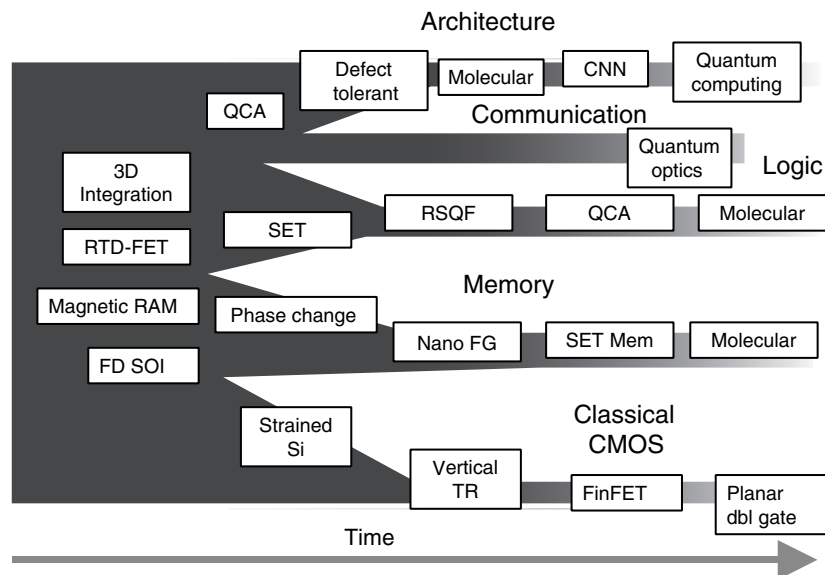 Architecture
Defect
tolerant
Molecular
CNN
Quantum
computing
QCA
Communication
Quantum
optics
Logic
3D
Integration
SET
RSQF
QCA
Molecular
RTD-FET
Memory
Magnetic RAM
Phase change
Nano FG
SET Mem
Molecular
FD SOI
Classical
CMOS
Strained
Si
Vertical
TR
FinFET
Planar
dbl gate
Time